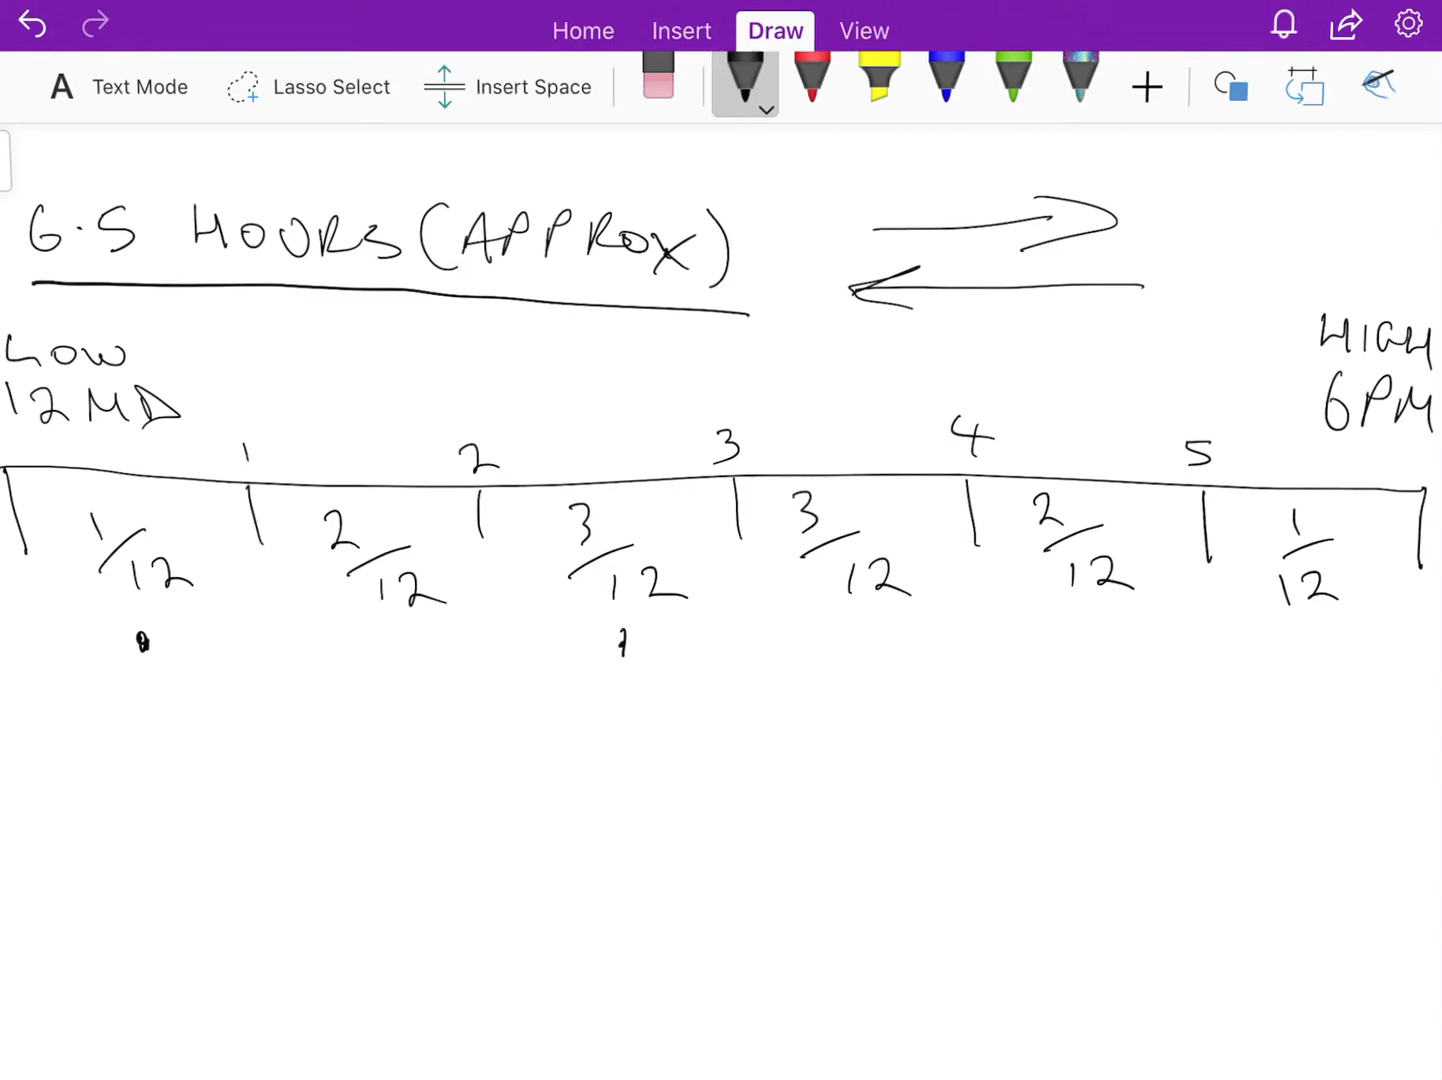 Home Insert Draw View
A Text Mode Lasso Select Insert Space
6.5 HOURS (APPROX)
LOW
12 MD
HIGH
6PM
1 2 3 4 5
1/12 2/12 3/12 3/12 2/12 1/12